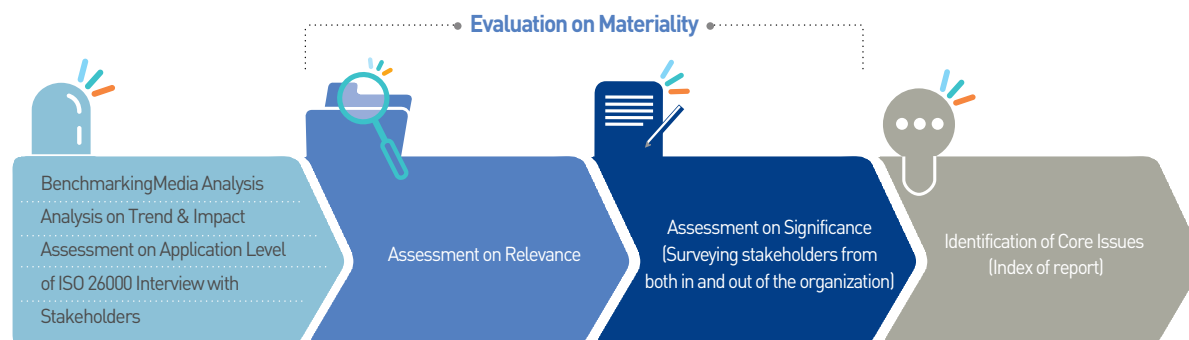 Evaluation on Materiality
BenchmarkingMedia Analysis
Analysis on Trend & Impact
Assessment on Application Level
of ISO 26000 Interview with
Stakeholders
Assessment on Relevance
Assessment on Significance
(Surveying stakeholders from
both in and out of the organization)
Identification of Core Issues
(Index of report)